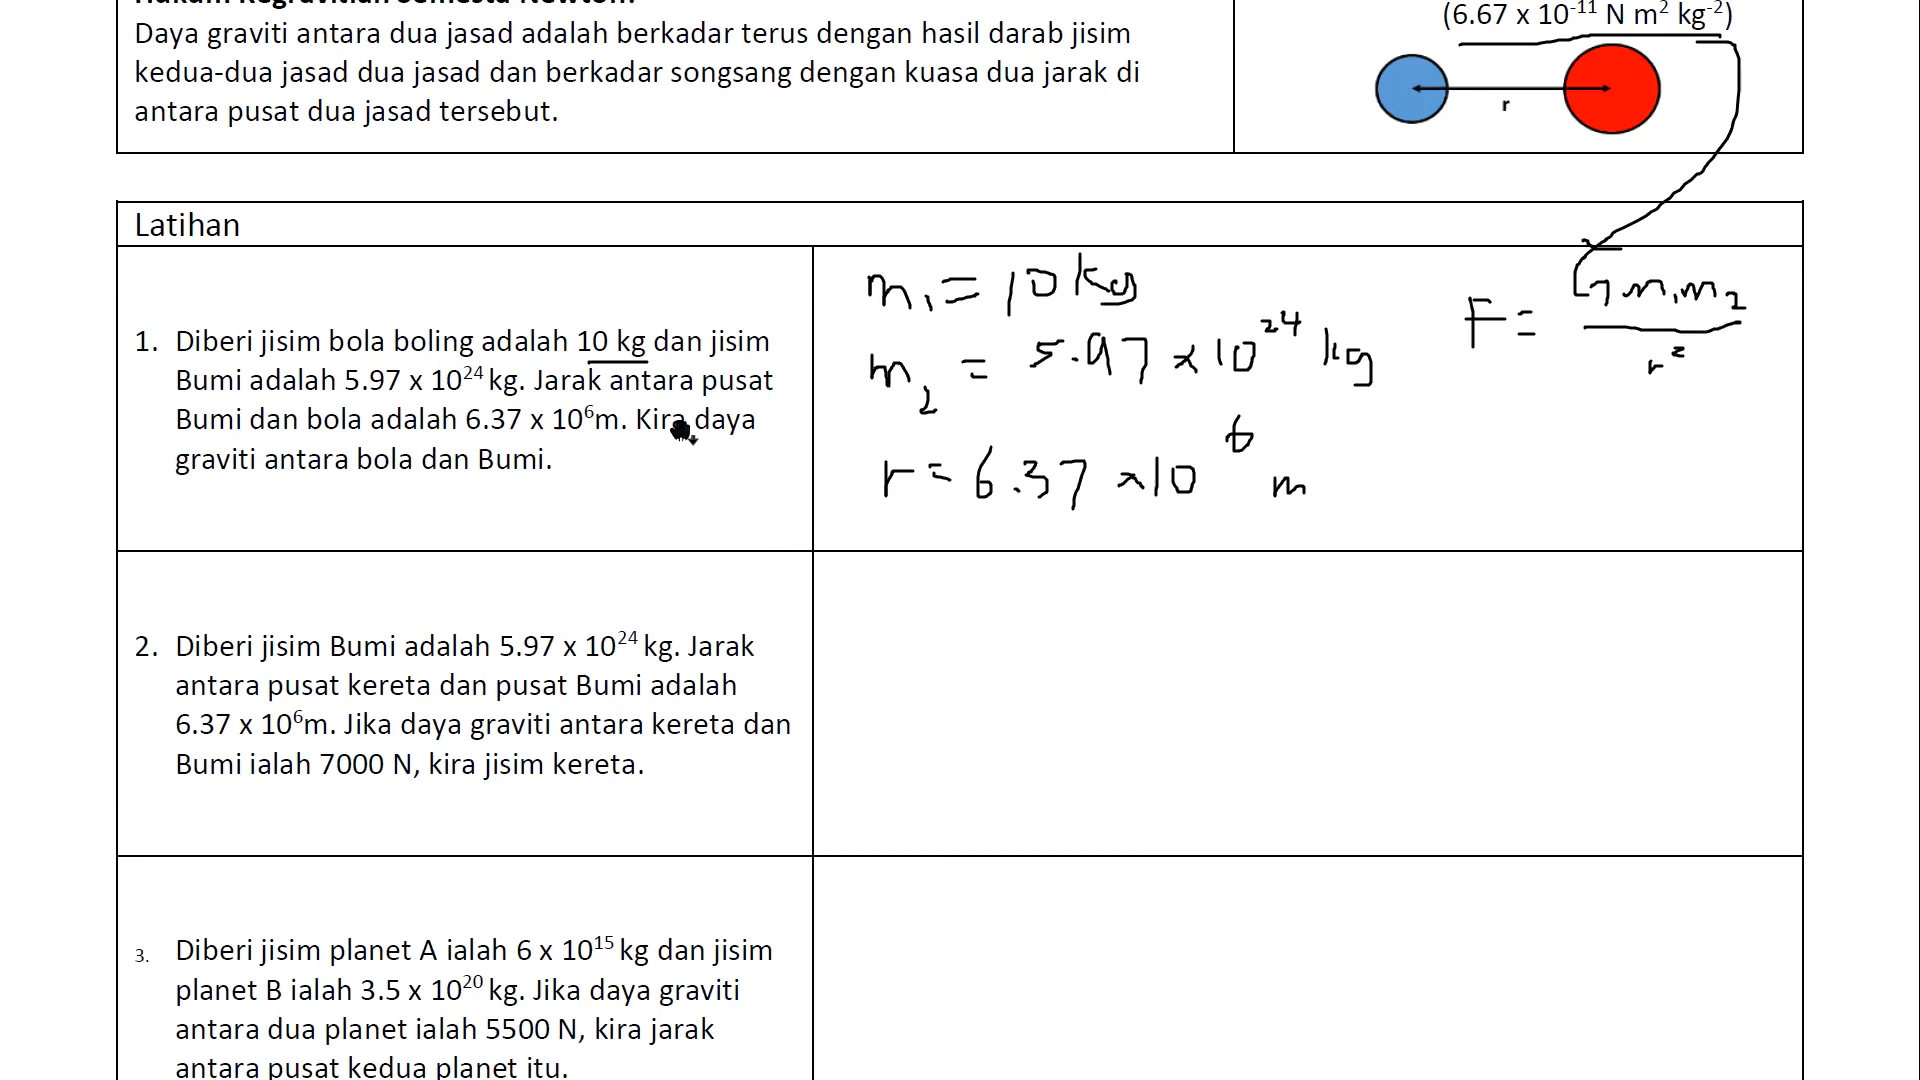 Hukum Kegravitian Semesta Newton:
Daya graviti antara dua jasad adalah berkadar terus dengan hasil darab jisim
kedua-dua jasad dua jasad dan berkadar songsang dengan kuasa dua jarak di
antara pusat dua jasad tersebut.
(6.67 x 10⁻¹¹ N m² kg⁻²)
r
Latihan
1. Diberi jisim bola boling adalah 10 kg dan jisim
Bumi adalah 5.97 x 10²⁴ kg. Jarak antara pusat
Bumi dan bola adalah 6.37 x 10⁶m. Kira daya
graviti antara bola dan Bumi.
m₁ = 10 kg
m₂ = 5.97 × 10²⁴ kg
r = 6.37 × 10⁶ m
F = Gm₁m₂
r²
2. Diberi jisim Bumi adalah 5.97 x 10²⁴ kg. Jarak
antara pusat kereta dan pusat Bumi adalah
6.37 x 10⁶m. Jika daya graviti antara kereta dan
Bumi ialah 7000 N, kira jisim kereta.
3. Diberi jisim planet A ialah 6 x 10¹⁵ kg dan jisim
planet B ialah 3.5 x 10²⁰ kg. Jika daya graviti
antara dua planet ialah 5500 N, kira jarak
antara pusat kedua planet itu.